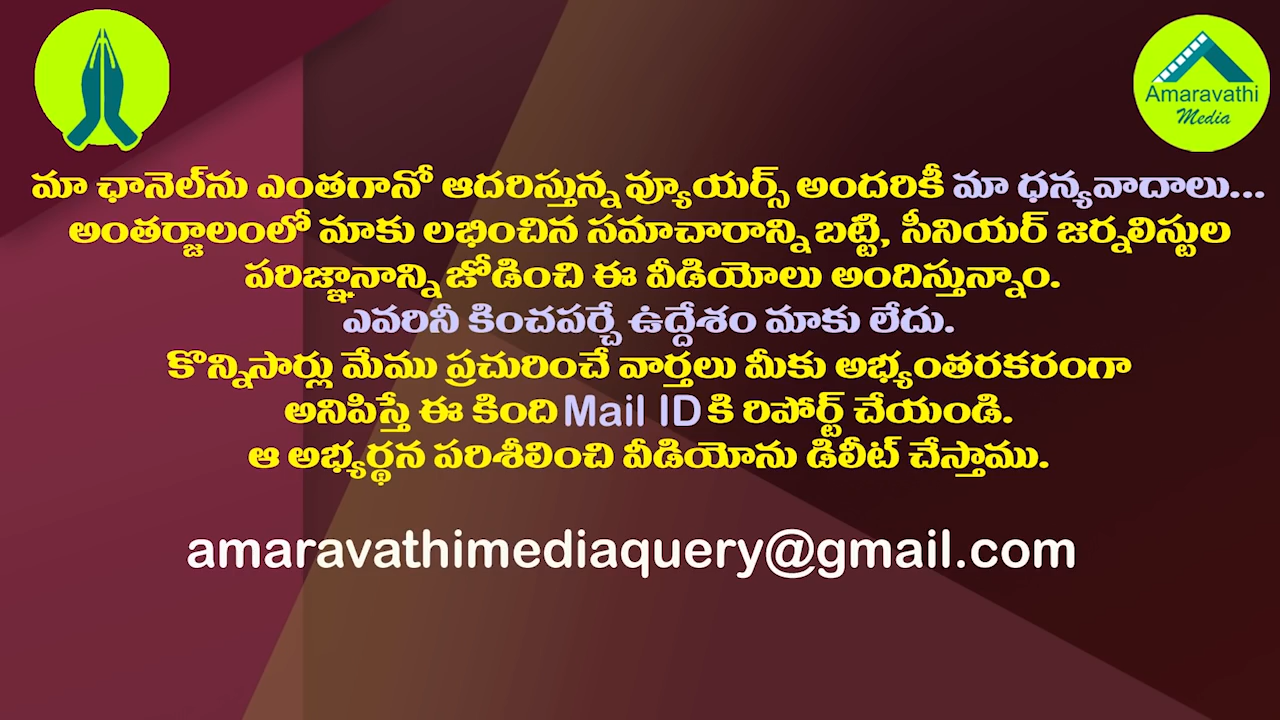 Amaravathi
Media
మా ఛానెల్‌ను ఎంతగానో ఆదరిస్తున్న వ్యూయర్స్ అందరికీ మా ధన్యవాదాలు...
అంతర్జాలంలో మాకు లభించిన సమాచారాన్ని బట్టి, సీనియర్ జర్నలిస్టుల
పరిజ్ఞానాన్ని జోడించి ఈ వీడియోలు అందిస్తున్నాం.
ఎవరినీ కించపర్చే ఉద్దేశం మాకు లేదు.
కొన్నిసార్లు మేము ప్రచురించే వార్తలు మీకు అభ్యంతరకరంగా
అనిపిస్తే ఈ కింది Mail ID కి రిపోర్ట్ చేయండి.
ఆ అభ్యర్థన పరిశీలించి వీడియోను డిలీట్ చేస్తాము.
amaravathimediaquery@gmail.com